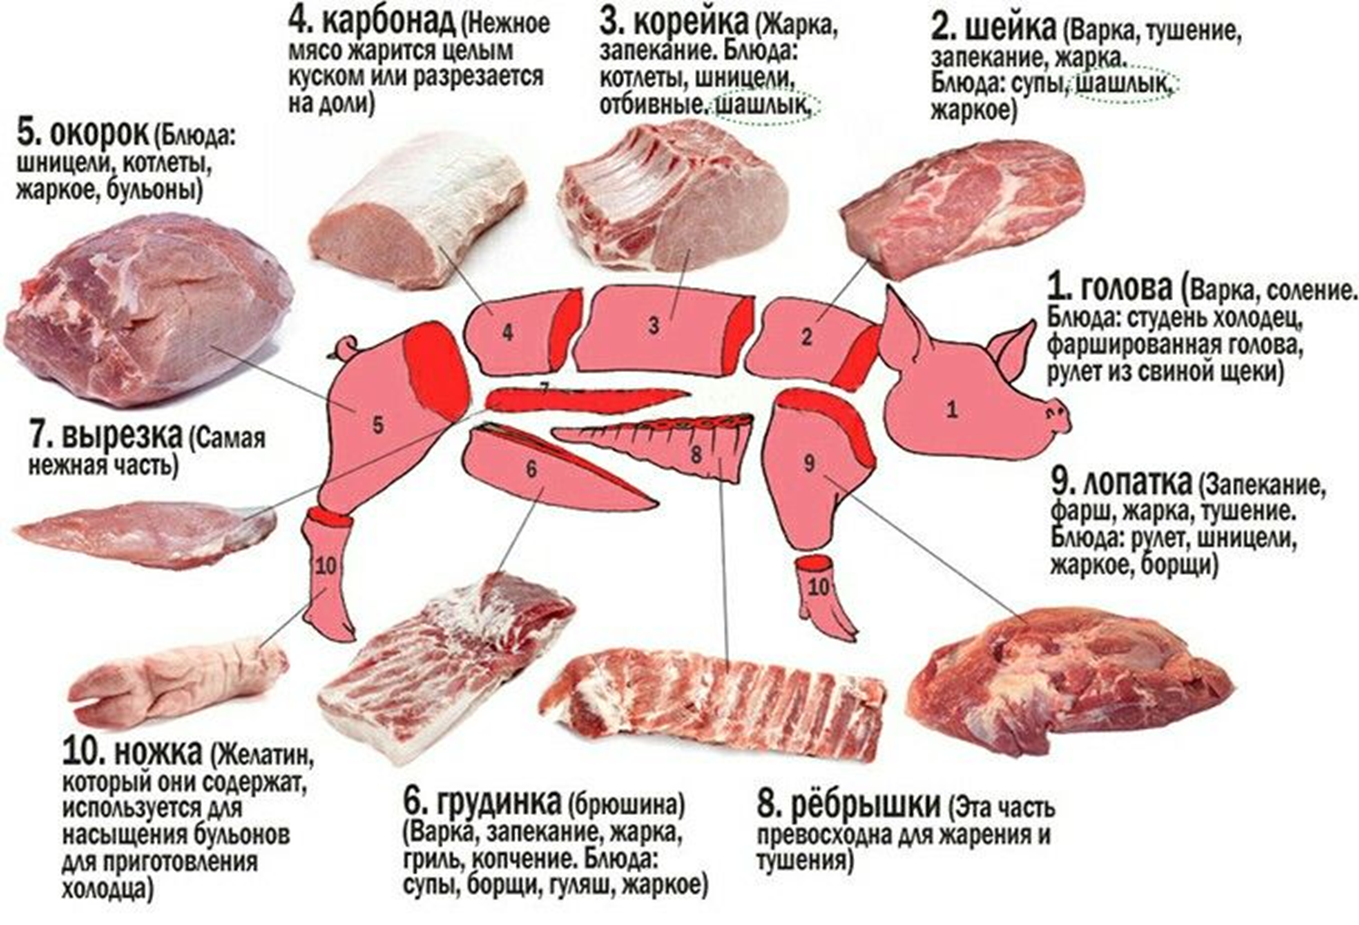 4. карбонад (Нежное
мясо жарится целым
куском или разрезается
на доли)
3. корейка (Жарка,
запекание. Блюда:
котлеты, шницели,
отбивные, шашлык,
2. шейка (Варка, тушение,
запекание, жарка.
Блюда: супы, шашлык,
жаркое)
5. окорок (Блюда:
шницели, котлеты,
жаркое, бульоны)
1. голова (Варка, соление.
Блюда: студень холодец,
фаршированная голова,
рулет из свиной щеки)
4
3
2
1
7
5
6
8
9
10
10
7. вырезка (Самая
нежная часть)
9. лопатка (Запекание,
фарш, жарка, тушение.
Блюда: рулет, шницели,
жаркое, борщи)
10. ножка (Желатин,
который они содержат,
используется для
насыщения бульонов
для приготовления
холодца)
6. грудинка (брюшина)
(Варка, запекание, жарка,
гриль, копчение. Блюда:
супы, борщи, гуляш, жаркое)
8. рёбрышки (Эта часть
превосходна для жарения и
тушения)